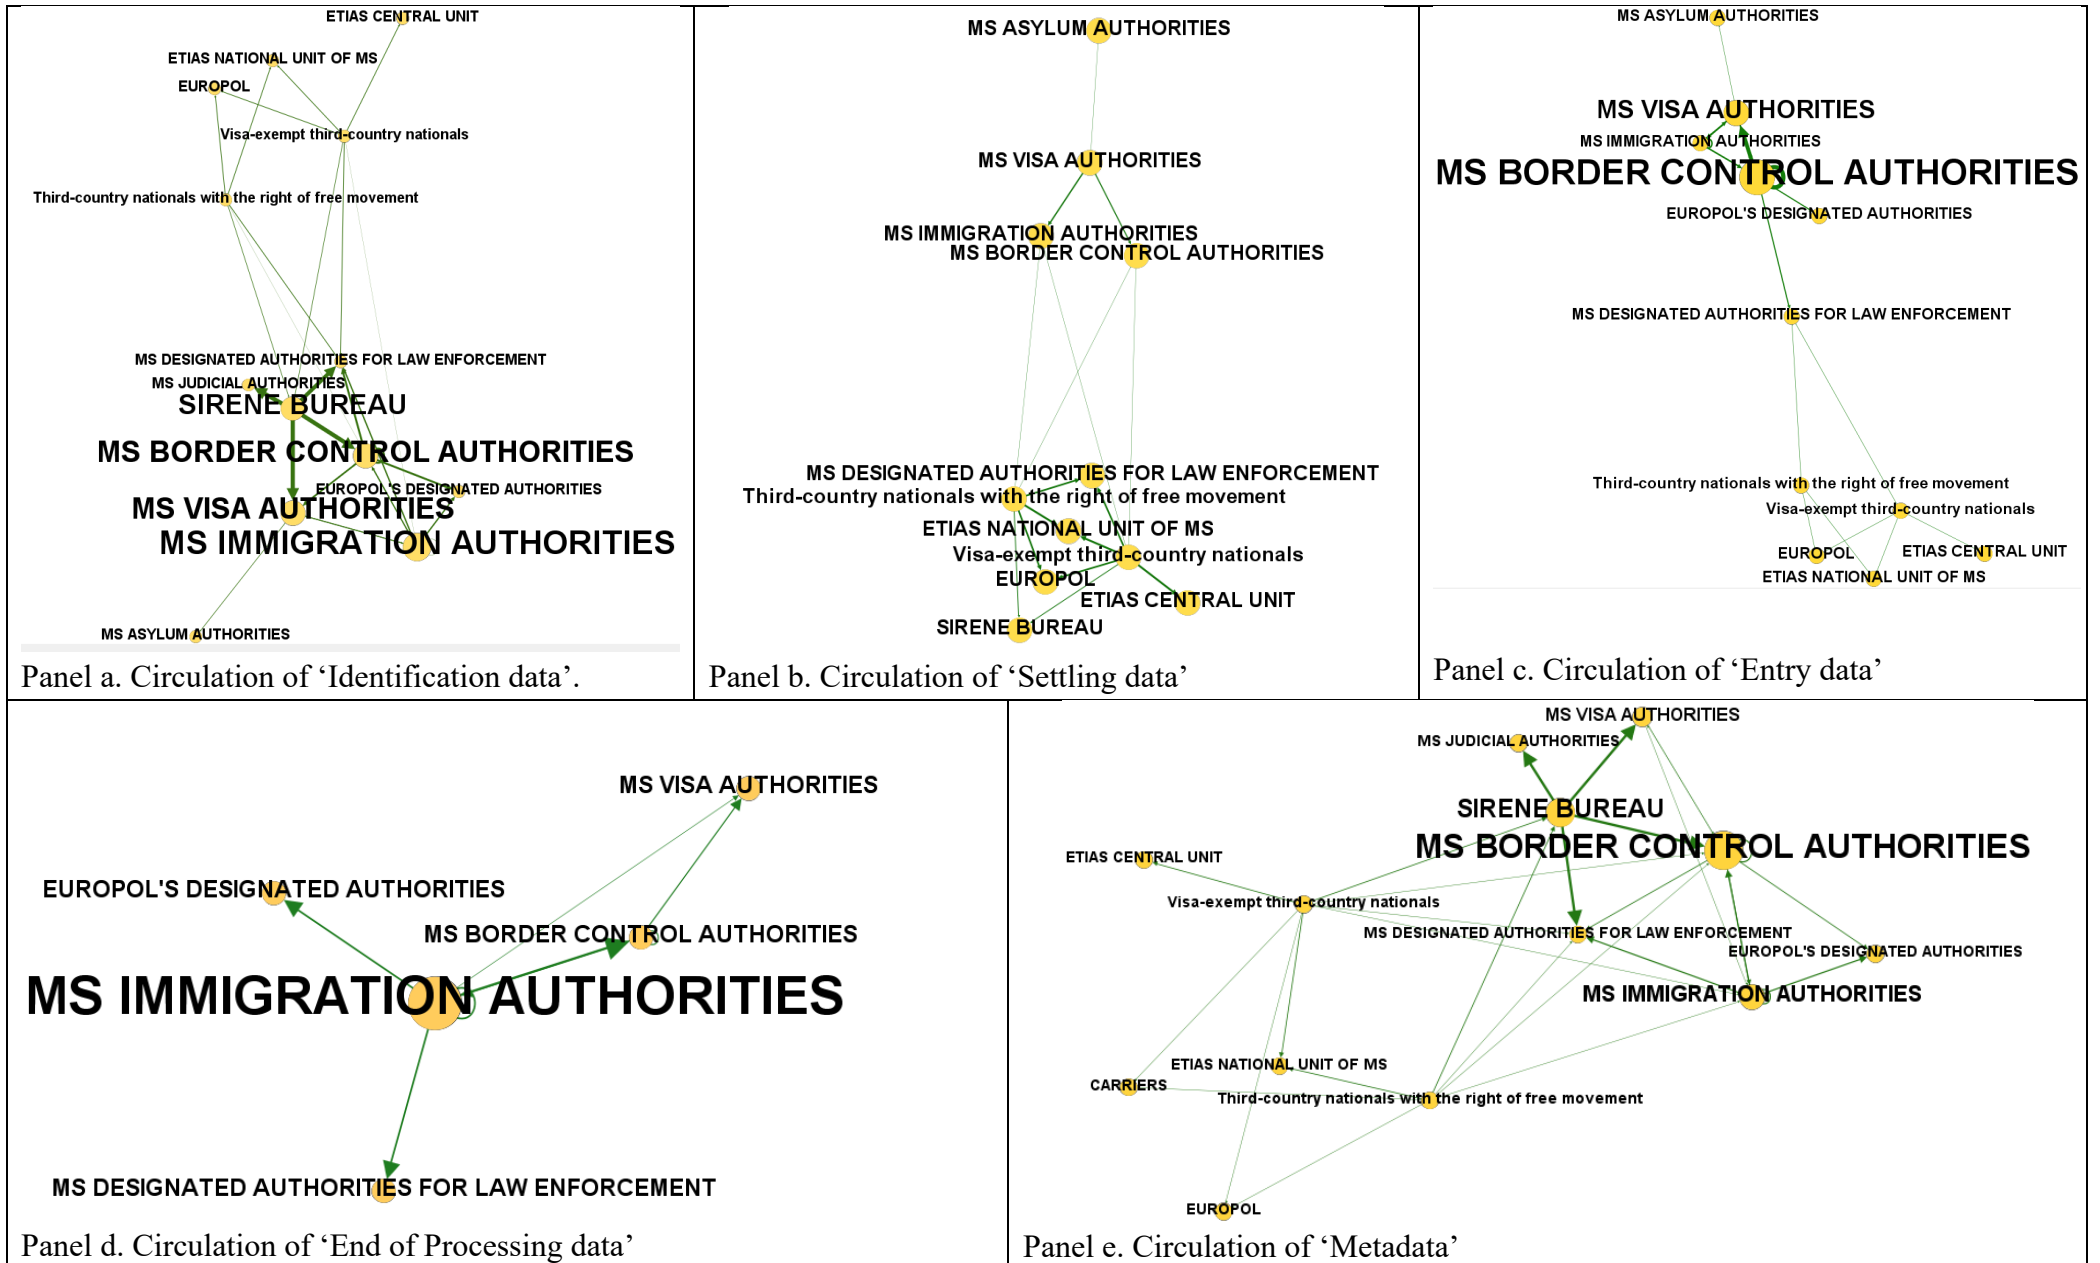 ETIAS CENTRAL UNIT
ETIAS NATIONAL UNIT OF MS
EUROPOL
Visa-exempt third-country nationals
Third-country nationals with the right of free movement
MS DESIGNATED AUTHORITIES FOR LAW ENFORCEMENT
MS JUDICIAL AUTHORITIES
SIRENE BUREAU
MS BORDER CONTROL AUTHORITIES
EUROPOL'S DESIGNATED AUTHORITIES
MS VISA AUTHORITIES
MS IMMIGRATION AUTHORITIES
MS ASYLUM AUTHORITIES
Panel a. Circulation of ‘Identification data’.
MS ASYLUM AUTHORITIES
MS VISA AUTHORITIES
MS IMMIGRATION AUTHORITIES
MS BORDER CONTROL AUTHORITIES
MS DESIGNATED AUTHORITIES FOR LAW ENFORCEMENT
Third-country nationals with the right of free movement
ETIAS NATIONAL UNIT OF MS
Visa-exempt third-country nationals
EUROPOL
ETIAS CENTRAL UNIT
SIRENE BUREAU
Panel b. Circulation of ‘Settling data’
MS ASYLUM AUTHORITIES
MS VISA AUTHORITIES
MS IMMIGRATION AUTHORITIES
MS BORDER CONTROL AUTHORITIES
EUROPOL'S DESIGNATED AUTHORITIES
MS DESIGNATED AUTHORITIES FOR LAW ENFORCEMENT
Third-country nationals with the right of free movement
Visa-exempt third-country nationals
EUROPOL
ETIAS CENTRAL UNIT
ETIAS NATIONAL UNIT OF MS
Panel c. Circulation of ‘Entry data’
MS VISA AUTHORITIES
EUROPOL'S DESIGNATED AUTHORITIES
MS BORDER CONTROL AUTHORITIES
MS IMMIGRATION AUTHORITIES
MS DESIGNATED AUTHORITIES FOR LAW ENFORCEMENT
Panel d. Circulation of ‘End of Processing data’
MS VISA AUTHORITIES
MS JUDICIAL AUTHORITIES
SIRENE BUREAU
MS BORDER CONTROL AUTHORITIES
ETIAS CENTRAL UNIT
Visa-exempt third-country nationals
MS DESIGNATED AUTHORITIES FOR LAW ENFORCEMENT
EUROPOL'S DESIGNATED AUTHORITIES
MS IMMIGRATION AUTHORITIES
ETIAS NATIONAL UNIT OF MS
CARRIERS
Third-country nationals with the right of free movement
EUROPOL
Panel e. Circulation of ‘Metadata’